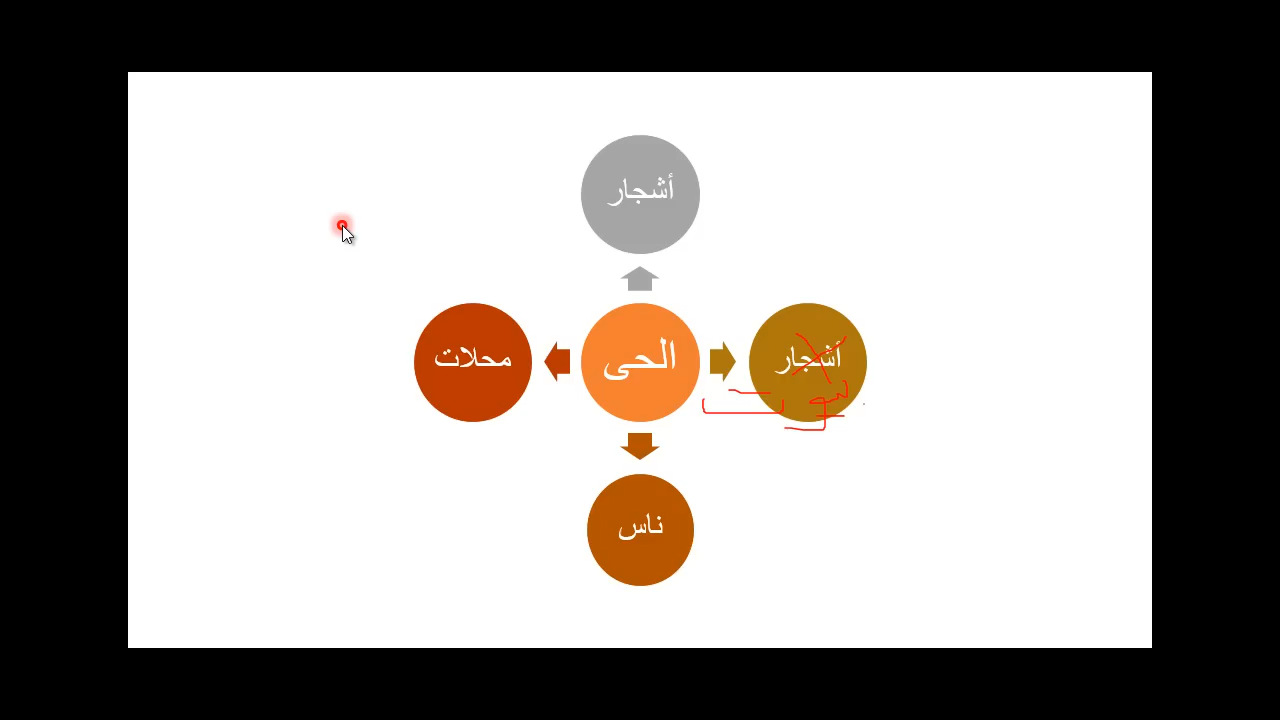 أشجار
أشجار
الحى
محلات
ناس